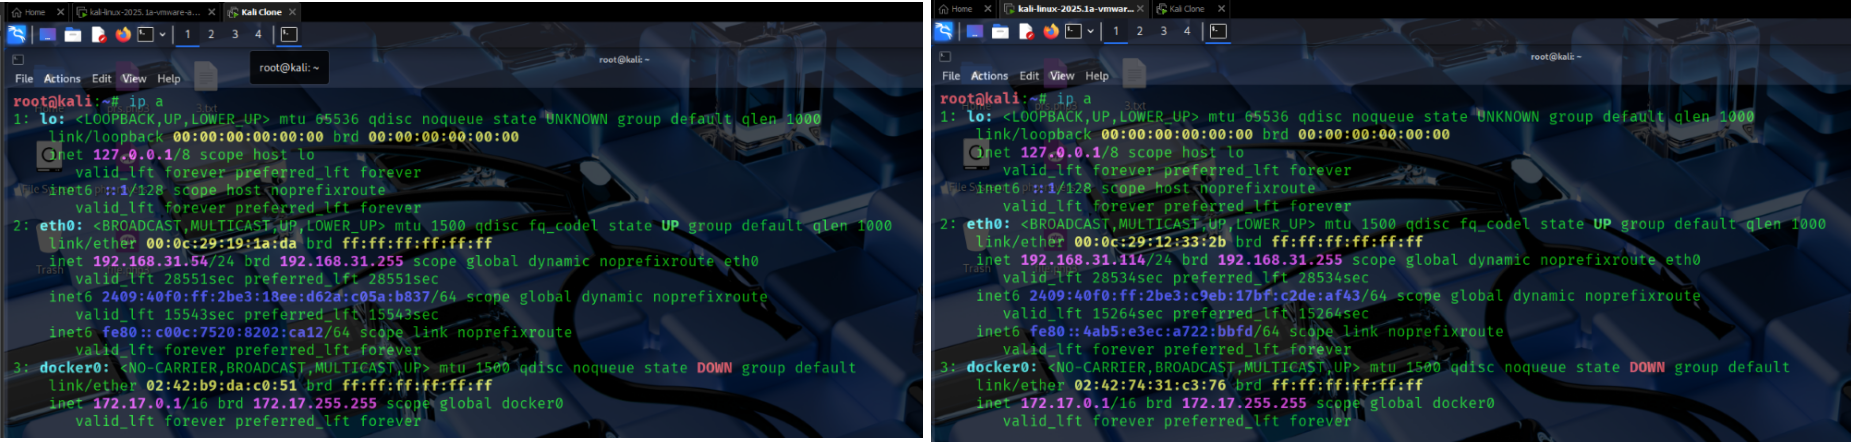 Home × kali-linux-2025.1a-vmware-a... × Kali Clone ×
1 2 3 4
root@kali: ~
root@kali: ~
File Actions Edit View Help
3.txt
root@kali:~# ip a
1: lo: <LOOPBACK,UP,LOWER_UP> mtu 65536 qdisc noqueue state UNKNOWN group default qlen 1000
link/loopback 00:00:00:00:00:00 brd 00:00:00:00:00:00
inet 127.0.0.1/8 scope host lo
valid_lft forever preferred_lft forever
inet6 ::1/128 scope host noprefixroute
valid_lft forever preferred_lft forever
2: eth0: <BROADCAST,MULTICAST,UP,LOWER_UP> mtu 1500 qdisc fq_codel state UP group default qlen 1000
link/ether 00:0c:29:19:1a:da brd ff:ff:ff:ff:ff:ff
Trash
inet 192.168.31.54/24 brd 192.168.31.255 scope global dynamic noprefixroute eth0
valid_lft 28551sec preferred_lft 28551sec
inet6 2409:40f0:ff:2be3:18ee:d62a:c05a:b837/64 scope global dynamic noprefixroute
valid_lft 15543sec preferred_lft 15543sec
inet6 fe80::c00c:7520:8202:ca12/64 scope link noprefixroute
valid_lft forever preferred_lft forever
3: docker0: <NO-CARRIER,BROADCAST,MULTICAST,UP> mtu 1500 qdisc noqueue state DOWN group default
link/ether 02:42:b9:da:c0:51 brd ff:ff:ff:ff:ff:ff
inet 172.17.0.1/16 brd 172.17.255.255 scope global docker0
valid_lft forever preferred_lft forever
Home × kali-linux-2025.1a-vmwar... × Kali Clone ×
1 2 3 4
root@kali: ~
File Actions Edit View Help
3.txt
root@kali:~# ip a
1: lo: <LOOPBACK,UP,LOWER_UP> mtu 65536 qdisc noqueue state UNKNOWN group default qlen 1000
link/loopback 00:00:00:00:00:00 brd 00:00:00:00:00:00
inet 127.0.0.1/8 scope host lo
valid_lft forever preferred_lft forever
inet6 ::1/128 scope host noprefixroute
valid_lft forever preferred_lft forever
2: eth0: <BROADCAST,MULTICAST,UP,LOWER_UP> mtu 1500 qdisc fq_codel state UP group default qlen 1000
link/ether 00:0c:29:12:33:2b brd ff:ff:ff:ff:ff:ff
inet 192.168.31.114/24 brd 192.168.31.255 scope global dynamic noprefixroute eth0
Trash
valid_lft 28534sec preferred_lft 28534sec
inet6 2409:40f0:ff:2be3:c9eb:17bf:c2de:af43/64 scope global dynamic noprefixroute
valid_lft 15264sec preferred_lft 15264sec
inet6 fe80::4ab5:e3ec:a722:bbfd/64 scope link noprefixroute
valid_lft forever preferred_lft forever
3: docker0: <NO-CARRIER,BROADCAST,MULTICAST,UP> mtu 1500 qdisc noqueue state DOWN group default
link/ether 02:42:74:31:c3:76 brd ff:ff:ff:ff:ff:ff
inet 172.17.0.1/16 brd 172.17.255.255 scope global docker0
valid_lft forever preferred_lft forever